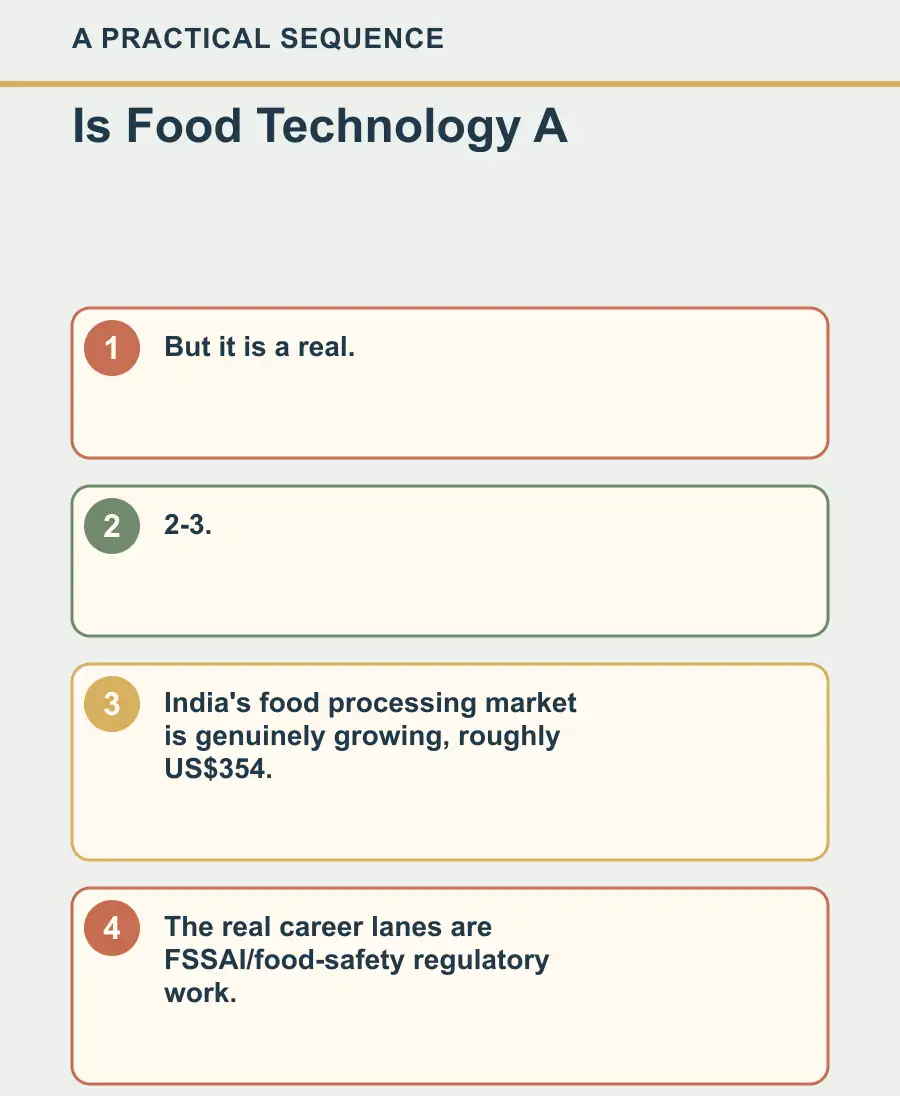 A PRACTICAL SEQUENCE
Is Food Technology A
1
But it is a real.
2
2-3.
3
India's food processing market
is genuinely growing, roughly
US$354.
4
The real career lanes are
FSSAI/food-safety regulatory
work.